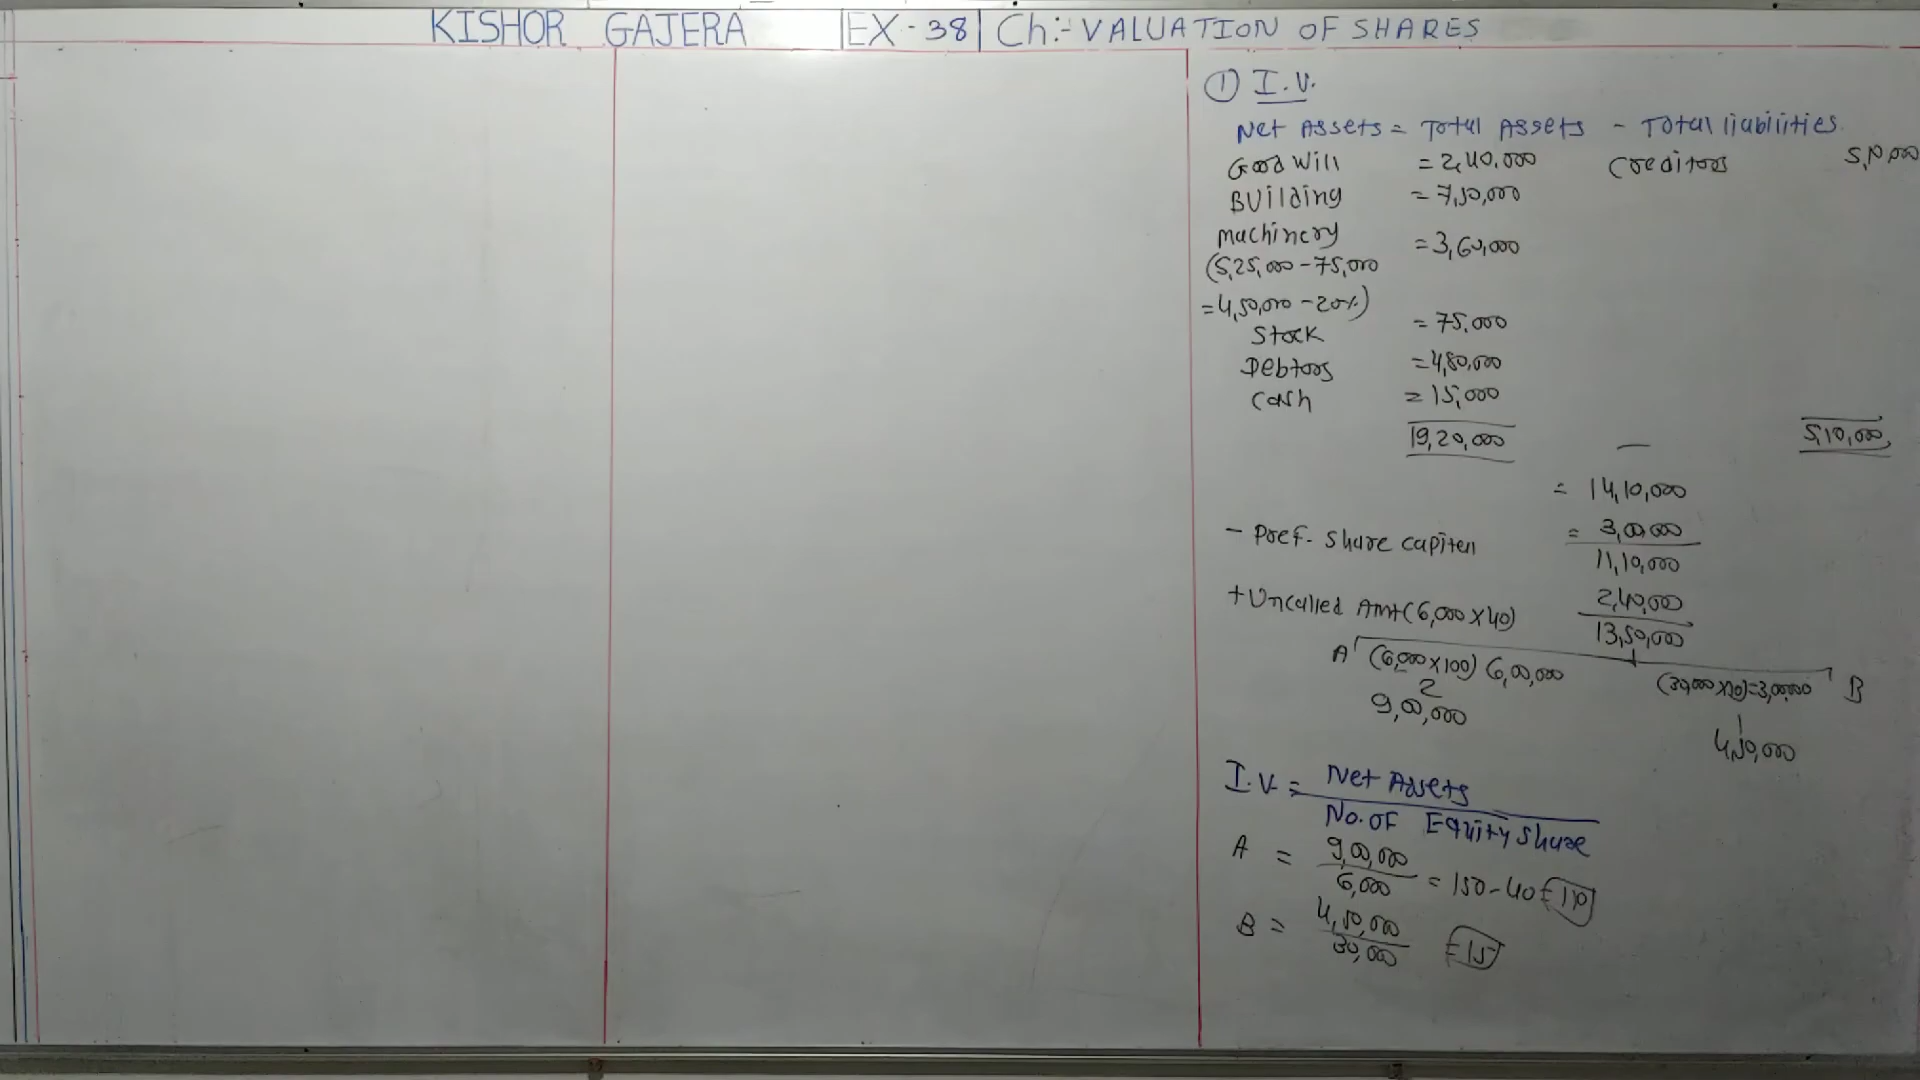 KISHOR GAJERA |EX-38| Ch:- VALUATION OF SHARES
① I.V.
Net Assets = Total Assets - Total liabilities
Goodwill = 2,40,000 Creditors 5,10,000
Building = 7,50,000
Machinery = 3,60,000
(5,25,000 - 75,000
= 4,50,000 - 20%)
Stock = 75,000
Debtors = 4,80,000
Cash = 15,000
19,20,000 - 5,10,000
= 14,10,000
- Pref. Share capital = 3,00,000
11,10,000
+ Uncalled Amt (6,000 X 40) 2,40,000
13,50,000
A (6,000 X 100) 6,00,000 (30,000 X 10) = 3,00,000 B
2 1
9,00,000 4,50,000
I.V. = Net Assets
No. of Equity Share
A = 9,00,000
6,000 = 150 - 40 = 110
B = 4,50,000
30,000 = 15